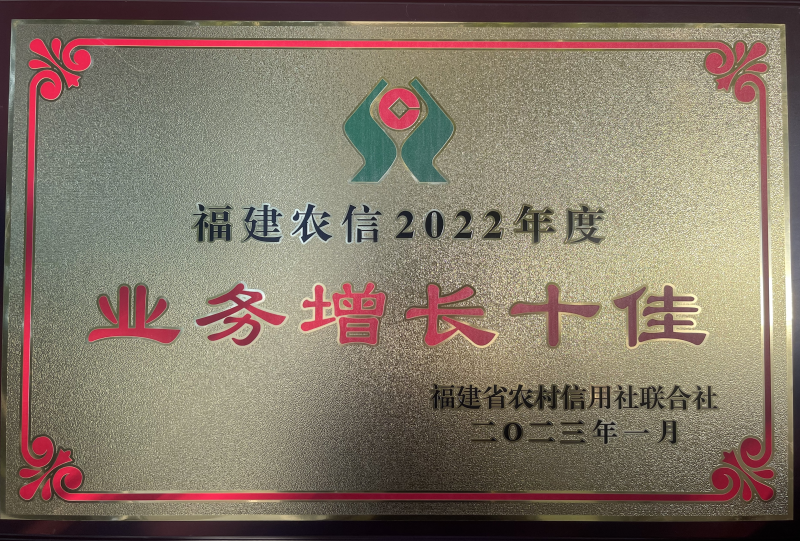 福建农信2022年度
业务增长十佳
福建省农村信用社联合社
二〇二三年一月